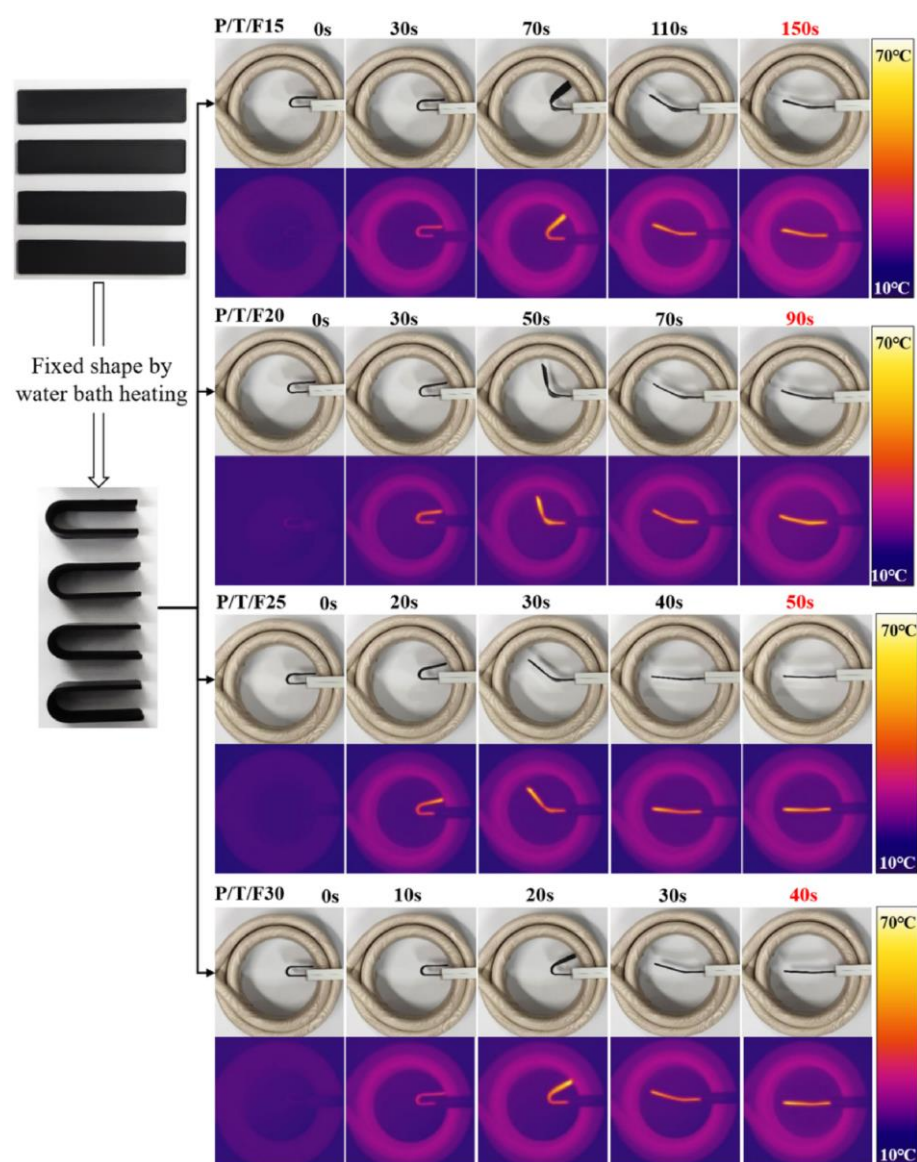 P/T/F15 0s 30s 70s 110s 150s
70℃
10℃
Fixed shape by
water bath heating
P/T/F20 0s 30s 50s 70s 90s
70℃
10℃
P/T/F25 0s 20s 30s 40s 50s
70℃
10℃
P/T/F30 0s 10s 20s 30s 40s
70℃
10℃